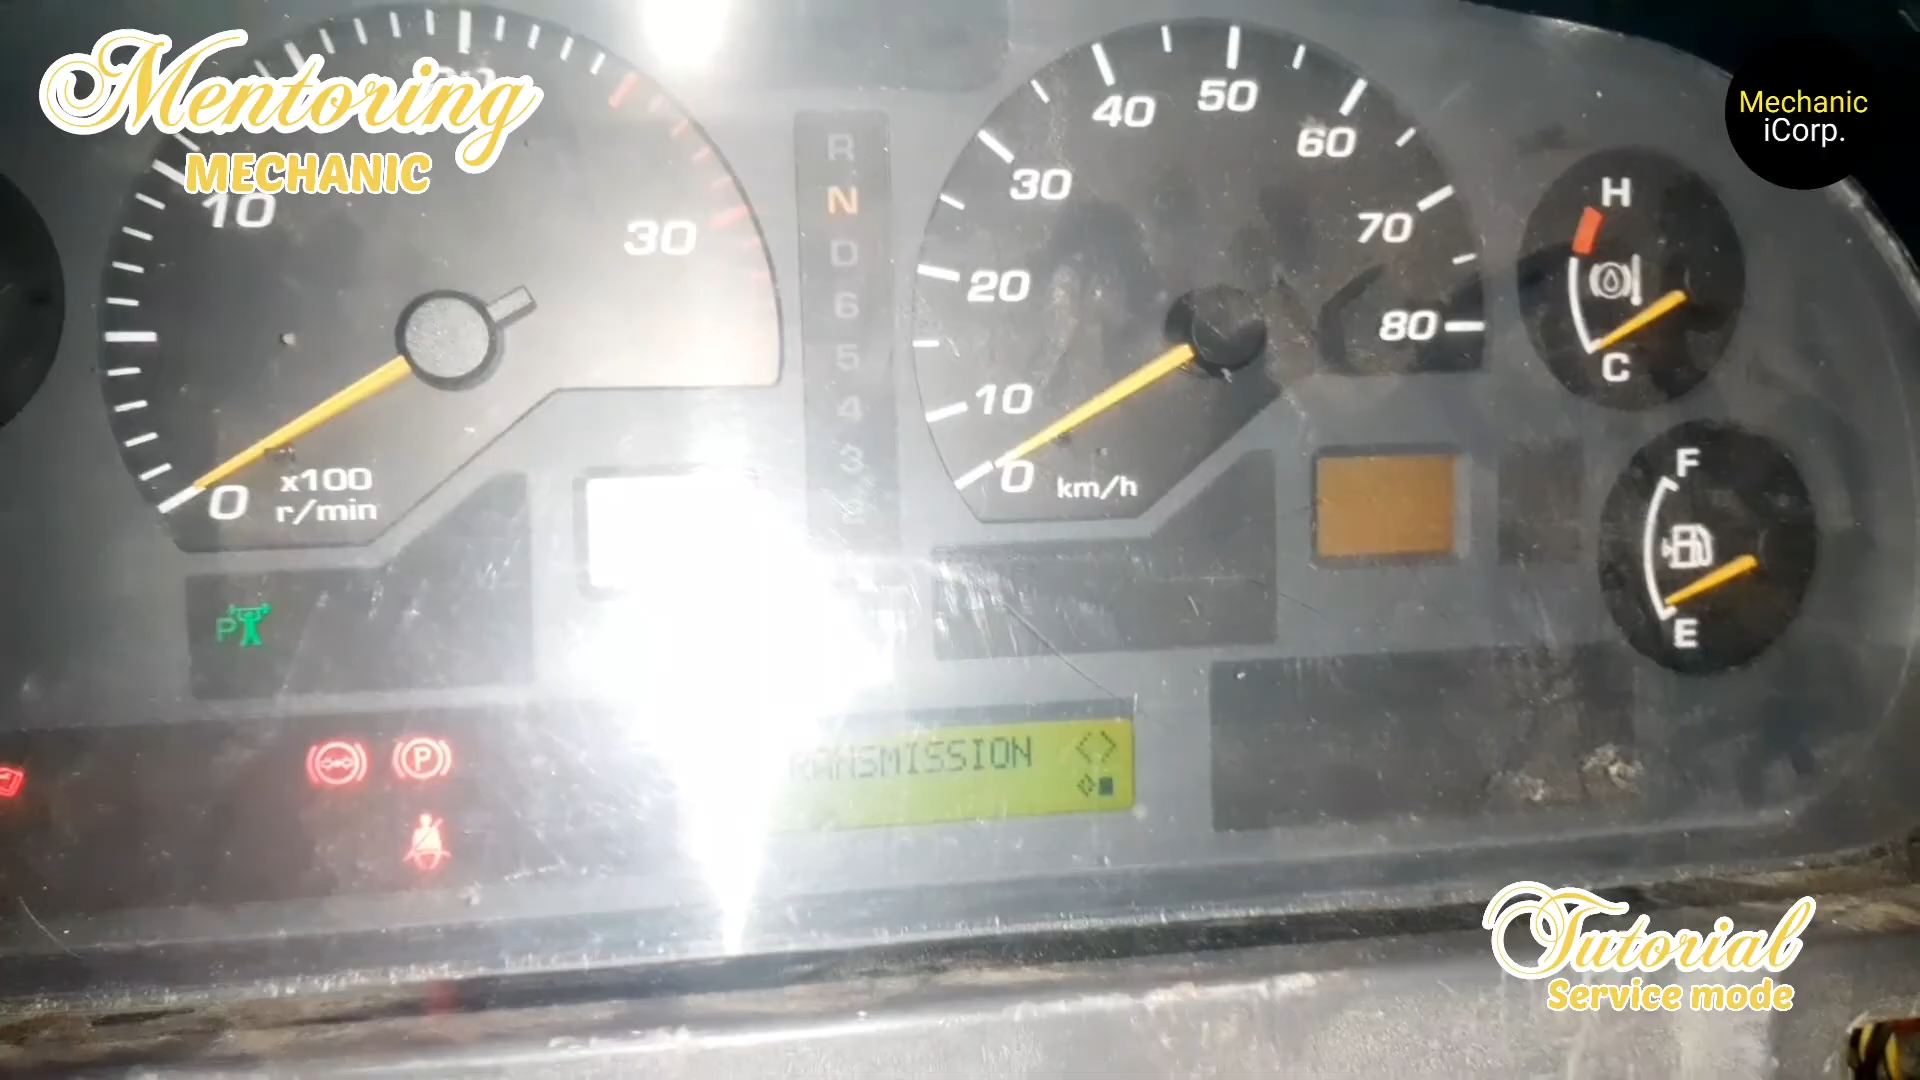 Mentoring
MECHANIC
Mechanic
iCorp.
10
30
0
x100
r/min
R
N
D
6
5
4
3
2
0
10
20
30
40
50
60
70
80
km/h
H
C
F
E
P
P
RANSMISSION
Tutorial
Service mode